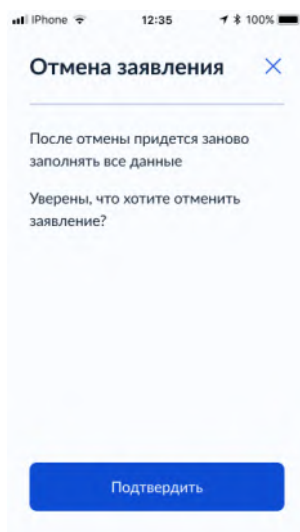 iPhone 12:35 100%
Отмена заявления
После отмены придется заново
заполнять все данные
Уверены, что хотите отменить
заявление?
Подтвердить